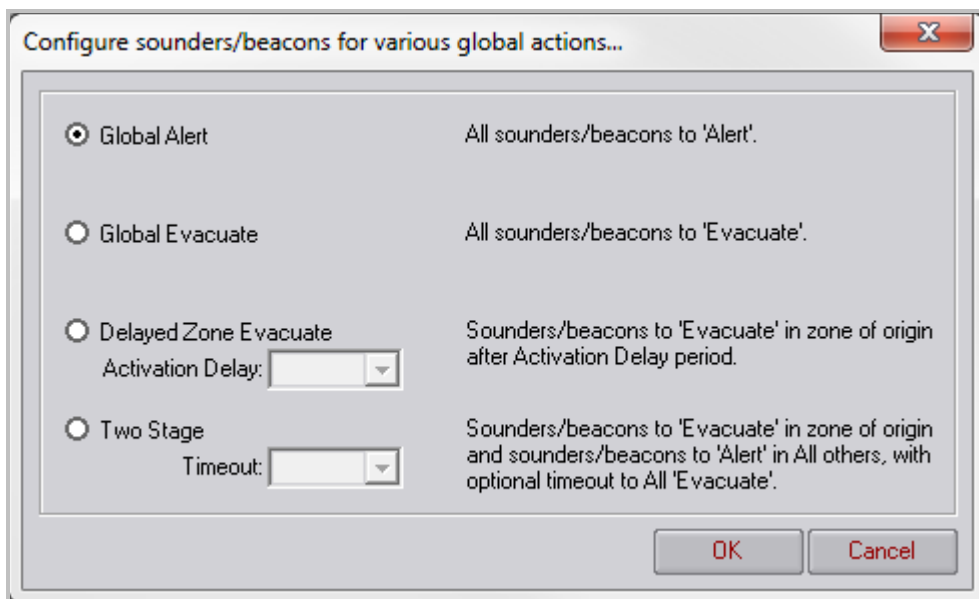 Configure sounders/beacons for various global actions...
Global Alert
All sounders/beacons to 'Alert'.
Global Evacuate
All sounders/beacons to 'Evacuate'.
Delayed Zone Evacuate
Activation Delay:
Sounders/beacons to 'Evacuate' in zone of origin
after Activation Delay period.
Two Stage
Timeout:
Sounders/beacons to 'Evacuate' in zone of origin
and sounders/beacons to 'Alert' in All others, with
optional timeout to All 'Evacuate'.
OK
Cancel